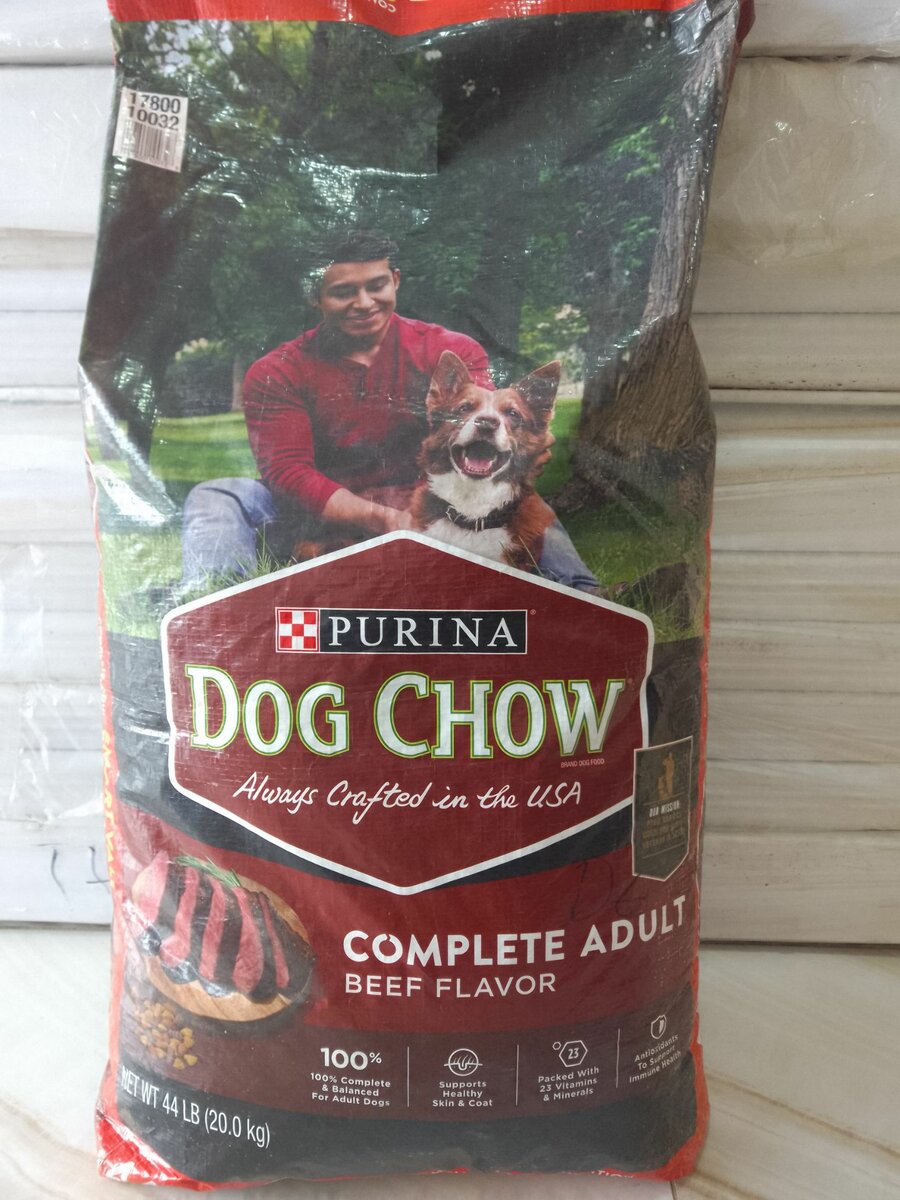 17800
10032
PURINA®
DOG CHOW
BRAND DOG FOOD
Always Crafted in the USA
OUR MISSION:
COMPLETE ADULT
BEEF FLAVOR
100%
100% Complete
& Balanced
For Adult Dogs
Supports
Healthy
Skin & Coat
23
Packed With
23 Vitamins
& Minerals
Antioxidants
To Support
Immune Health
NET WT 44 LB (20.0 kg)